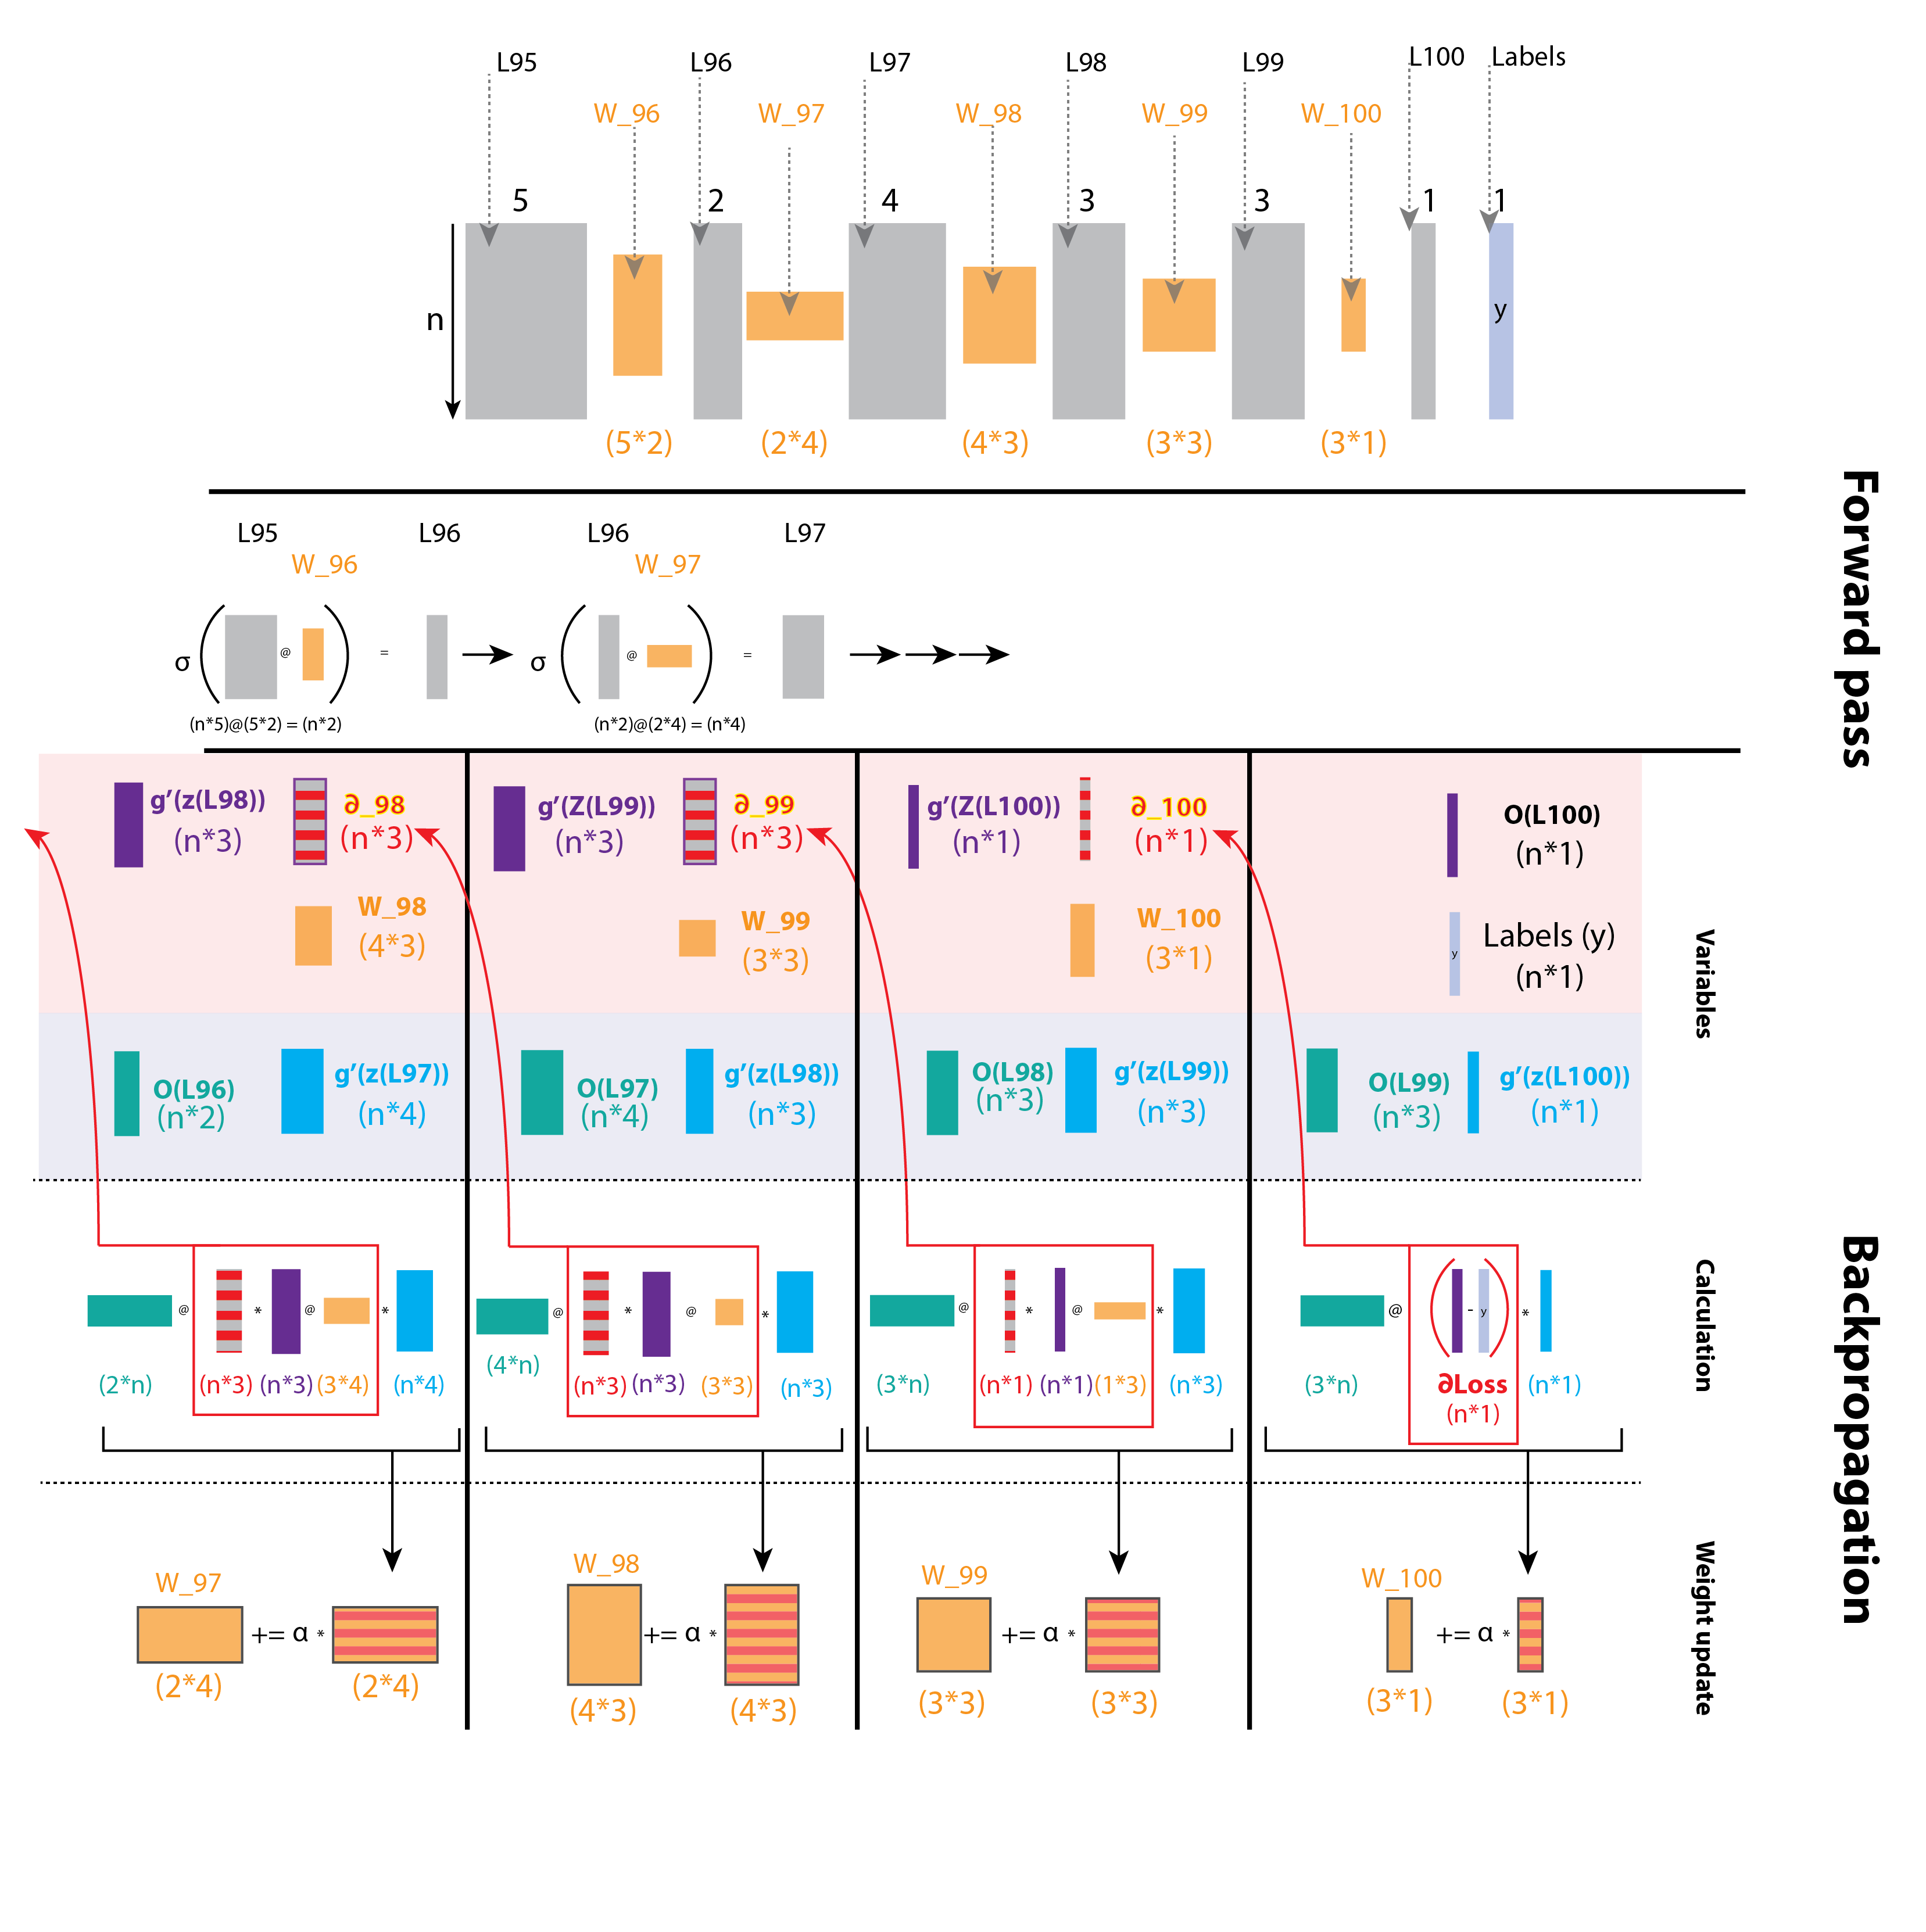 L95 L96 L97 L98 L99 L100 Labels
W_96 W_97 W_98 W_99 W_100
5 2 4 3 3 1 1
n
y
(5*2) (2*4) (4*3) (3*3) (3*1)
Forward pass
L95 L96 L96 L97
W_96 W_97
σ ( @ ) = σ ( @ ) =
(n*5)@(5*2) = (n*2) (n*2)@(2*4) = (n*4)
g’(z(L98))
(n*3)
∂_98
(n*3)
W_98
(4*3)
O(L96)
(n*2)
g’(z(L97))
(n*4)
g’(Z(L99))
(n*3)
∂_99
(n*3)
W_99
(3*3)
O(L97)
(n*4)
g’(z(L98))
(n*3)
g’(Z(L100))
(n*1)
∂_100
(n*1)
W_100
(3*1)
O(L98)
(n*3)
g’(z(L99))
(n*3)
O(L100)
(n*1)
y
Labels (y)
(n*1)
O(L99)
(n*3)
g’(z(L100))
(n*1)
Variables
@ * @ *
(2*n) (n*3) (n*3) (3*4) (n*4)
@ * @ *
(4*n) (n*3) (n*3) (3*3) (n*3)
@ * @ *
(3*n) (n*1) (n*1) (1*3) (n*3)
@ ( - y ) *
(3*n) ∂Loss (n*1)
(n*1)
Calculation
Backpropagation
W_97
+= α *
(2*4) (2*4)
W_98
+= α *
(4*3) (4*3)
W_99
+= α *
(3*3) (3*3)
W_100
+= α *
(3*1) (3*1)
Weight update